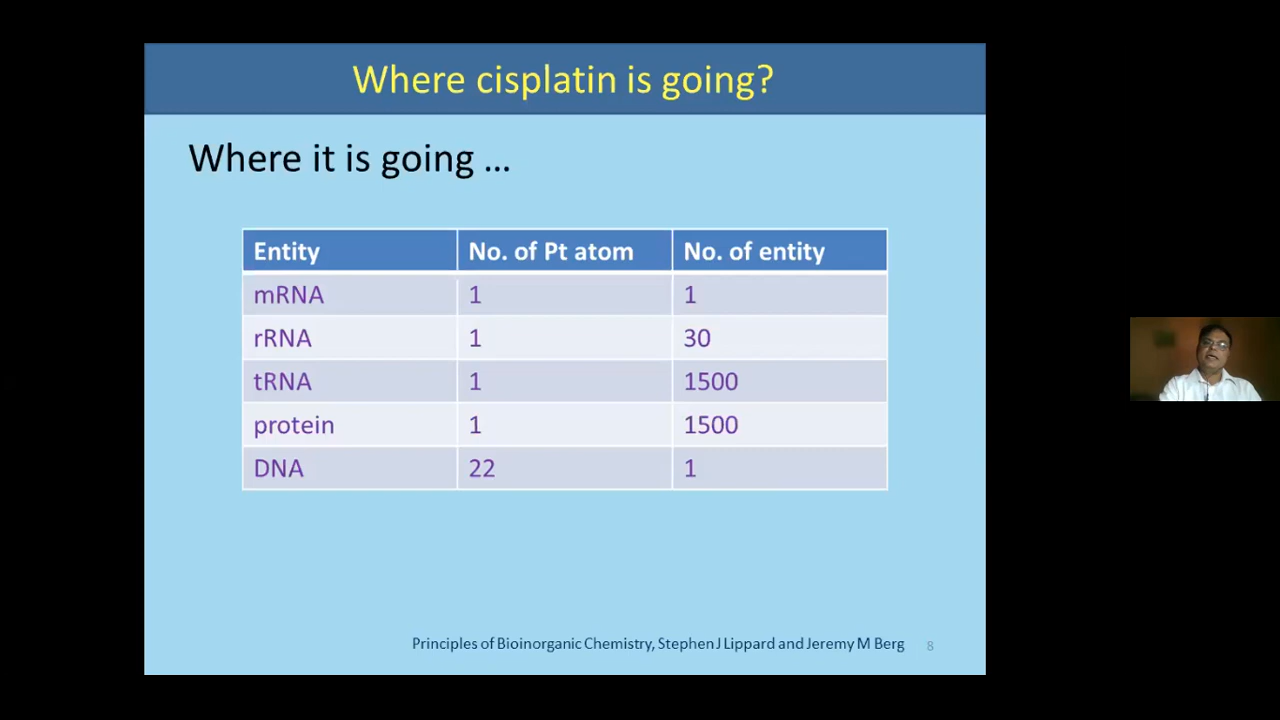 Where cisplatin is going?
Where it is going ...
Entity No. of Pt atom No. of entity
mRNA 1 1
rRNA 1 30
tRNA 1 1500
protein 1 1500
DNA 22 1
Principles of Bioinorganic Chemistry, Stephen J Lippard and Jeremy M Berg 8